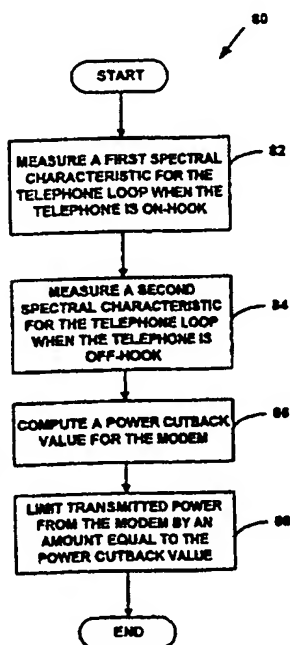 80
START
MEASURE A FIRST SPECTRAL
CHARACTERISTIC FOR THE
TELEPHONE LOOP WHEN THE
TELEPHONE IS ON-HOOK
82
MEASURE A SECOND
SPECTRAL CHARACTERISTIC
FOR THE TELEPHONE LOOP
WHEN THE TELEPHONE IS
OFF-HOOK
84
COMPUTE A POWER CUTBACK
VALUE FOR THE MODEM
86
LIMIT TRANSMITTED POWER
FROM THE MODEM BY AN
AMOUNT EQUAL TO THE
POWER CUTBACK VALUE
88
END